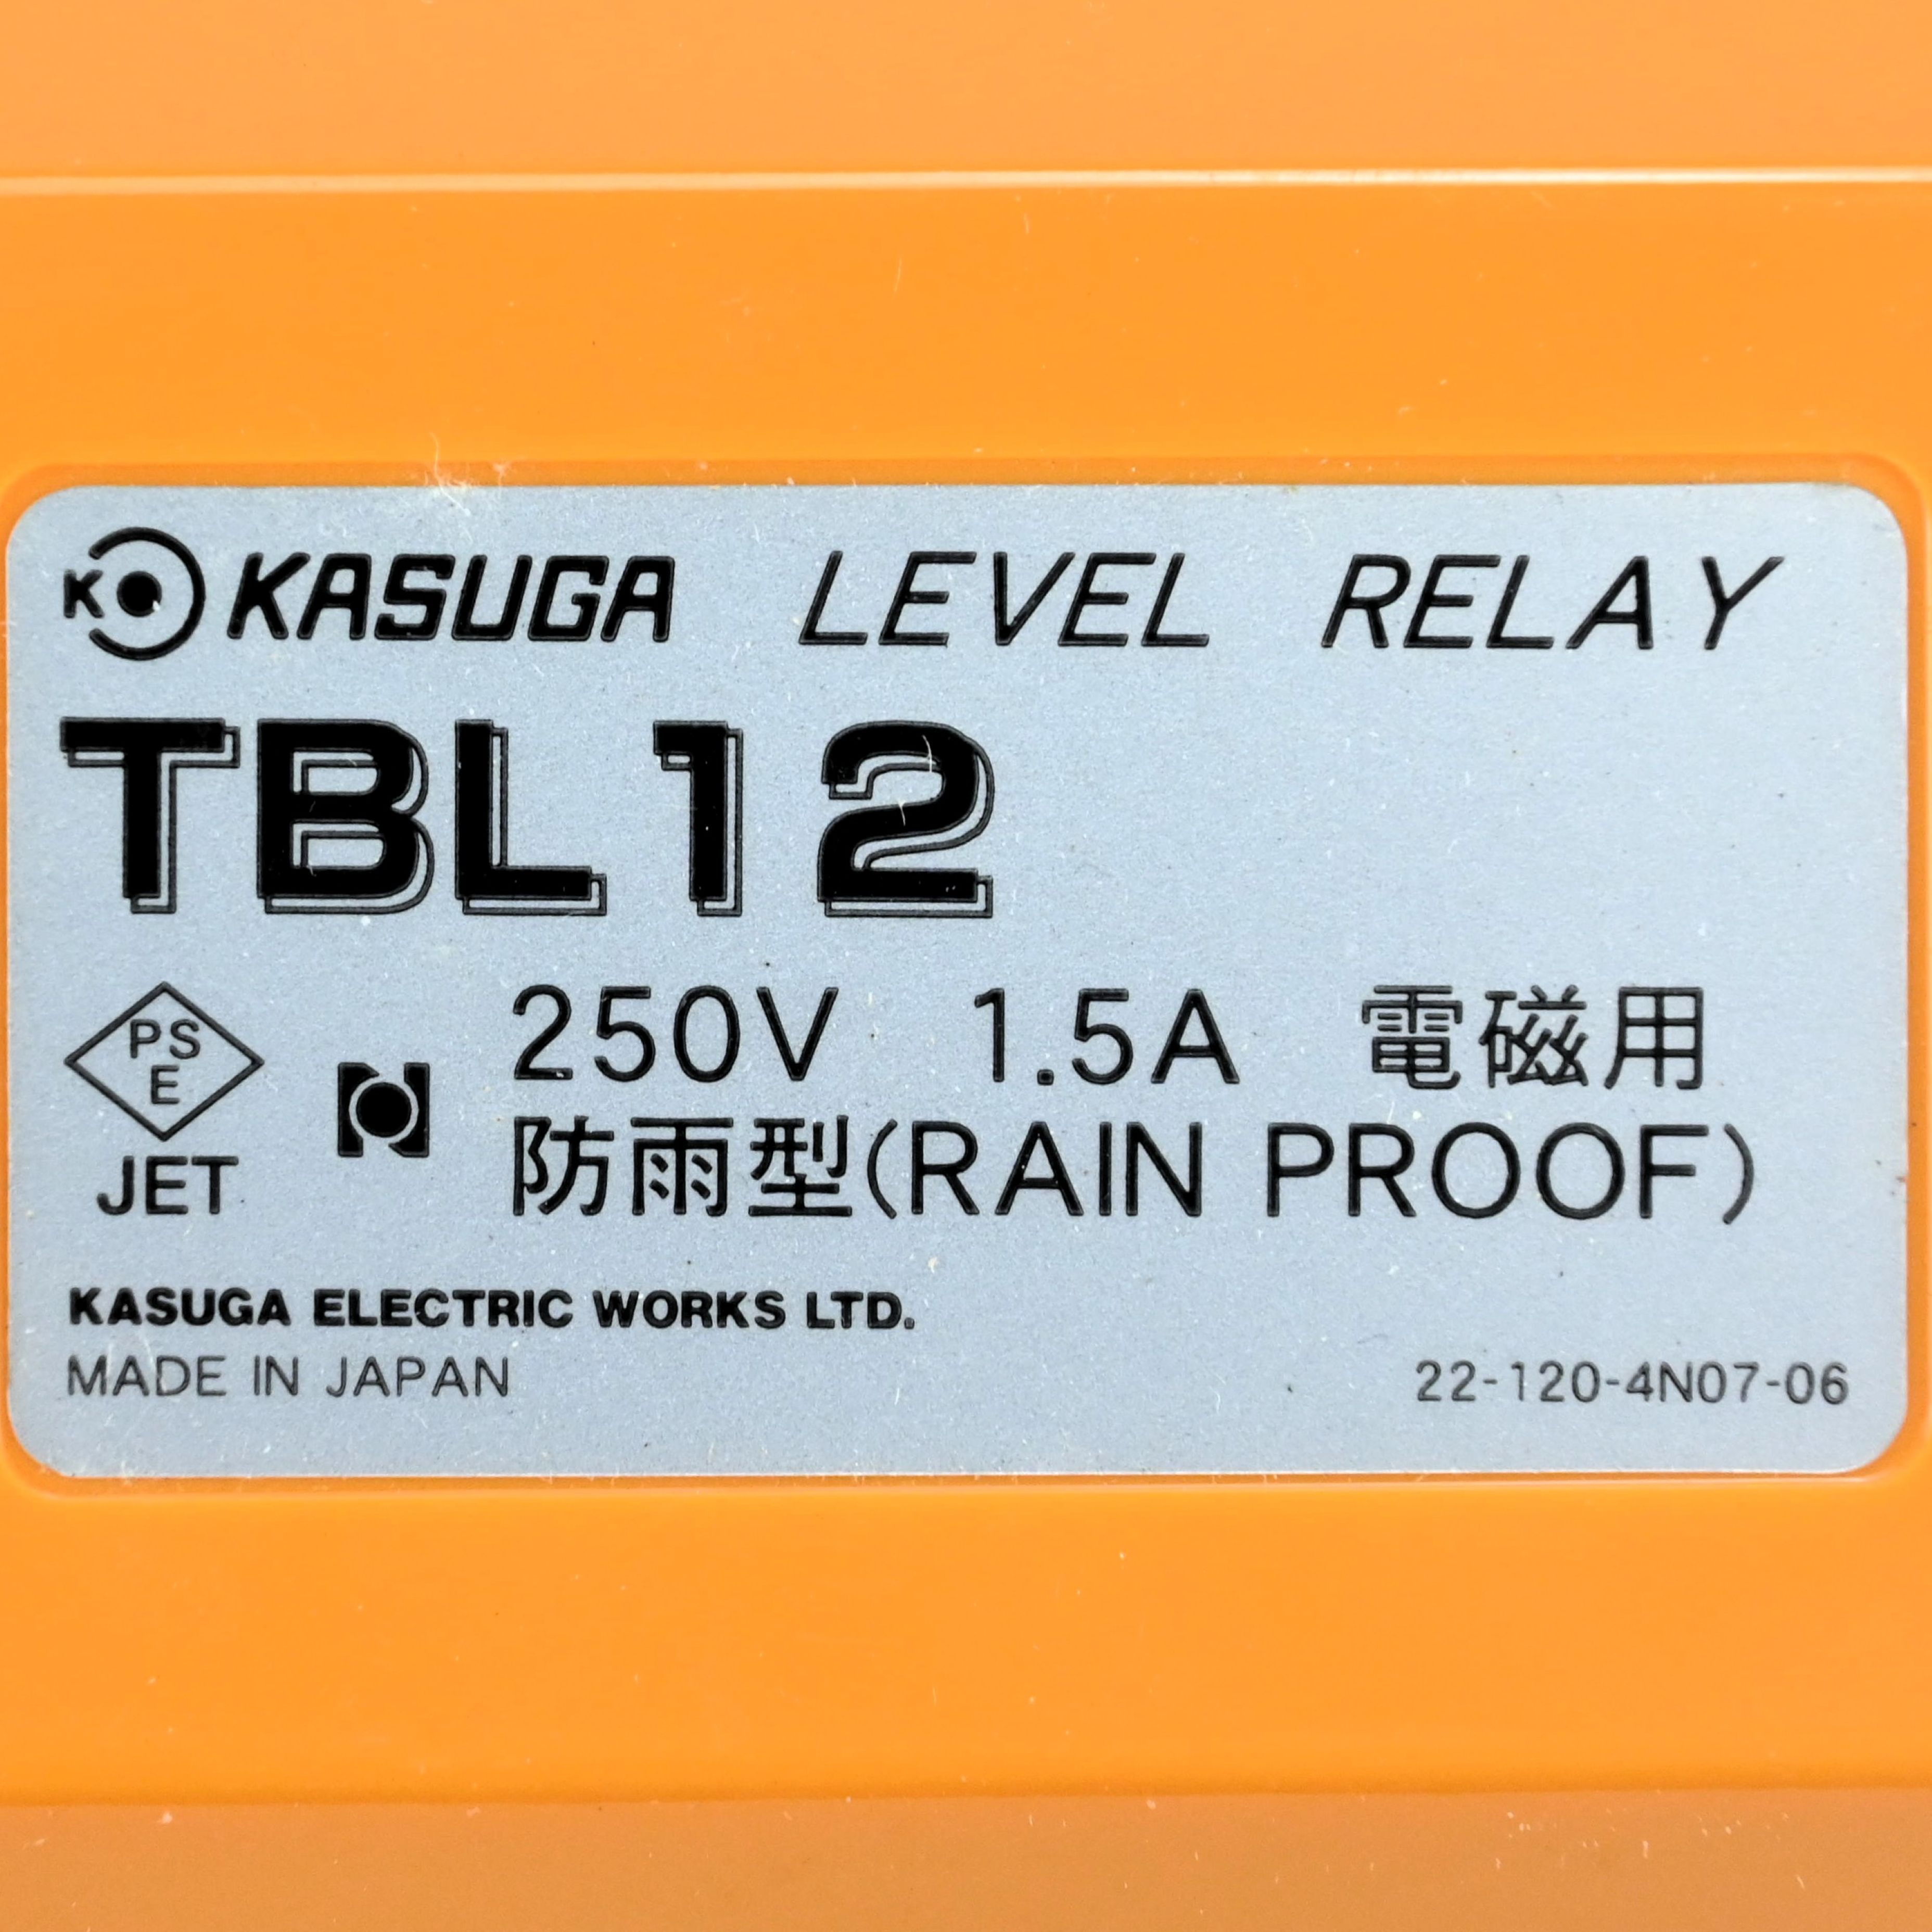 K KASUGA LEVEL RELAY
TBL12
PS
E
JET
250V 1.5A 電磁用
防雨型(RAIN PROOF)
KASUGA ELECTRIC WORKS LTD.
MADE IN JAPAN
22-120-4N07-06